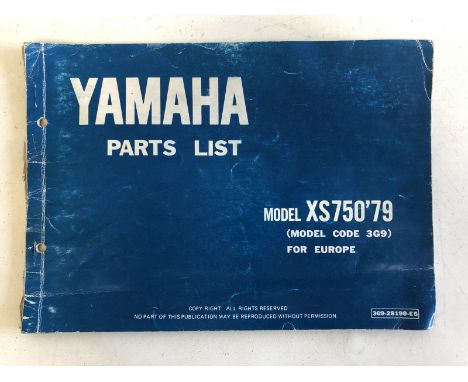 YAMAHA
PARTS LIST
MODEL XS750'79
(MODEL CODE 3G9)
FOR EUROPE
COPY RIGHT ALL RIGHTS RESERVED
NO PART OF THIS PUBLICATION MAY BE REPRODUCED WITHOUT PERMISSION
3G9-28198-E5